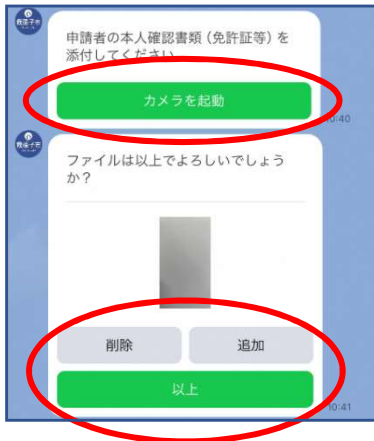 申請者の本人確認書類（免許証等）を
添付してください
カメラを起動
10:40
ファイルは以上でよろしいでしょう
か？
削除
追加
以上
10:41